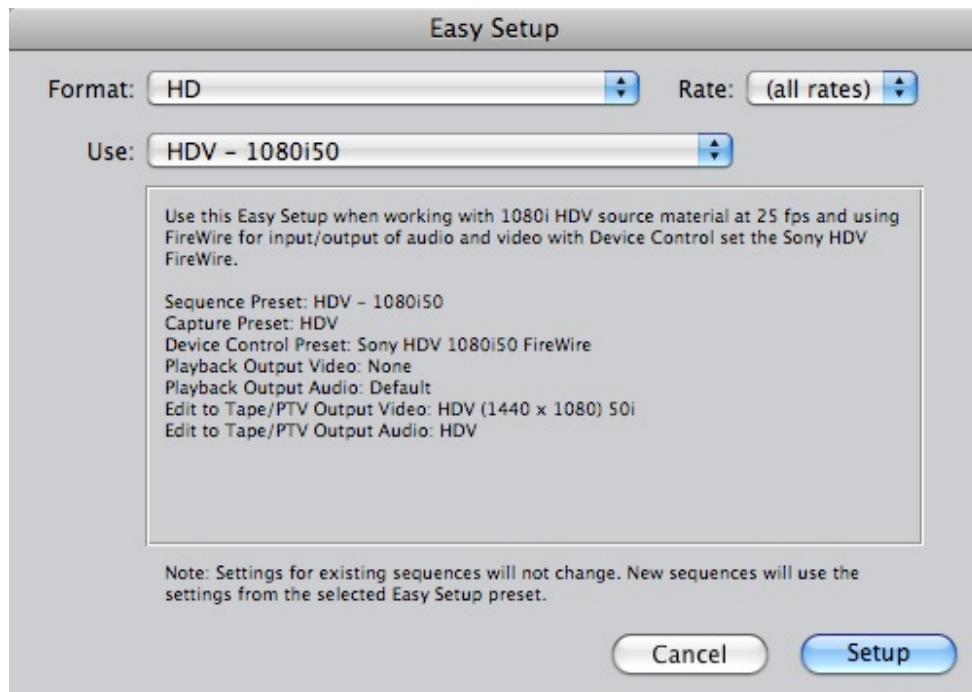 Easy Setup
Format: HD Rate: (all rates)
Use: HDV - 1080i50
Use this Easy Setup when working with 1080i HDV source material at 25 fps and using
FireWire for input/output of audio and video with Device Control set the Sony HDV
FireWire.
Sequence Preset: HDV - 1080i50
Capture Preset: HDV
Device Control Preset: Sony HDV 1080i50 FireWire
Playback Output Video: None
Playback Output Audio: Default
Edit to Tape/PTV Output Video: HDV (1440 x 1080) 50i
Edit to Tape/PTV Output Audio: HDV
Note: Settings for existing sequences will not change. New sequences will use the
settings from the selected Easy Setup preset.
Cancel Setup